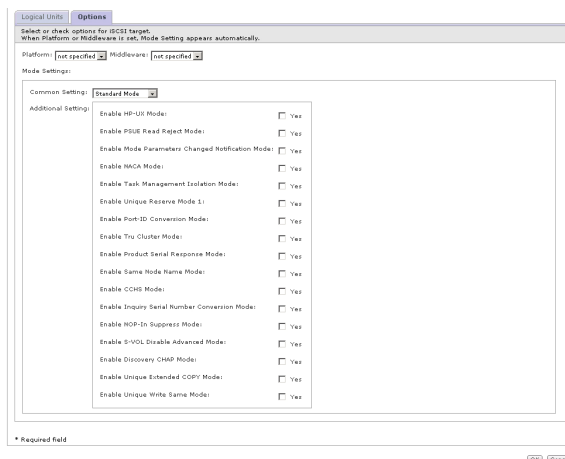 Logical Units Options
Select or check options for iSCSI target.
When Platform or Middleware is set, Mode Setting appears automatically.
Platform: not specified Middleware: not specified
Mode Settings:
Common Setting: Standard Mode
Additional Setting:
Enable HP-UX Mode: Yes
Enable PSUE Read Reject Mode: Yes
Enable Mode Parameters Changed Notification Mode: Yes
Enable NACA Mode: Yes
Enable Task Management Isolation Mode: Yes
Enable Unique Reserve Mode 1: Yes
Enable Port-ID Conversion Mode: Yes
Enable Tru Cluster Mode: Yes
Enable Product Serial Response Mode: Yes
Enable Same Node Name Mode: Yes
Enable CCHS Mode: Yes
Enable Inquiry Serial Number Conversion Mode: Yes
Enable NOP-In Suppress Mode: Yes
Enable S-VOL Disable Advanced Mode: Yes
Enable Discovery CHAP Mode: Yes
Enable Unique Extended COPY Mode: Yes
Enable Unique Write Same Mode: Yes
* Required field